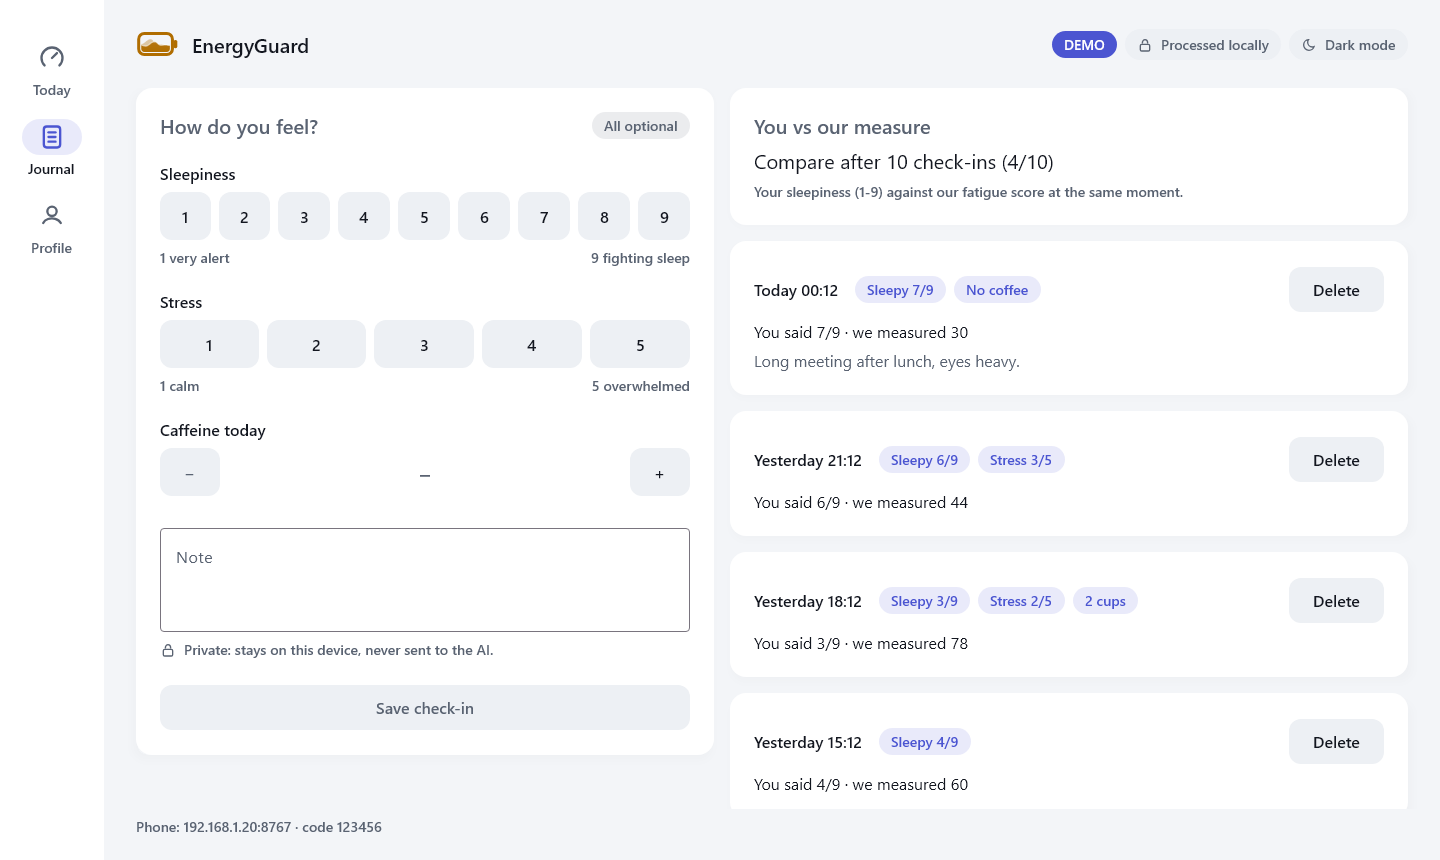 Today
Journal
Profile
EnergyGuard
DEMO
Processed locally
Dark mode
How do you feel?
All optional
Sleepiness
1 2 3 4 5 6 7 8 9
1 very alert
9 fighting sleep
Stress
1 2 3 4 5
1 calm
5 overwhelmed
Caffeine today
− – +
Note
Private: stays on this device, never sent to the AI.
Save check-in
You vs our measure
Compare after 10 check-ins (4/10)
Your sleepiness (1-9) against our fatigue score at the same moment.
Today 00:12 Sleepy 7/9 No coffee Delete
You said 7/9 · we measured 30
Long meeting after lunch, eyes heavy.
Yesterday 21:12 Sleepy 6/9 Stress 3/5 Delete
You said 6/9 · we measured 44
Yesterday 18:12 Sleepy 3/9 Stress 2/5 2 cups Delete
You said 3/9 · we measured 78
Yesterday 15:12 Sleepy 4/9 Delete
You said 4/9 · we measured 60
Phone: 192.168.1.20:8767 · code 123456